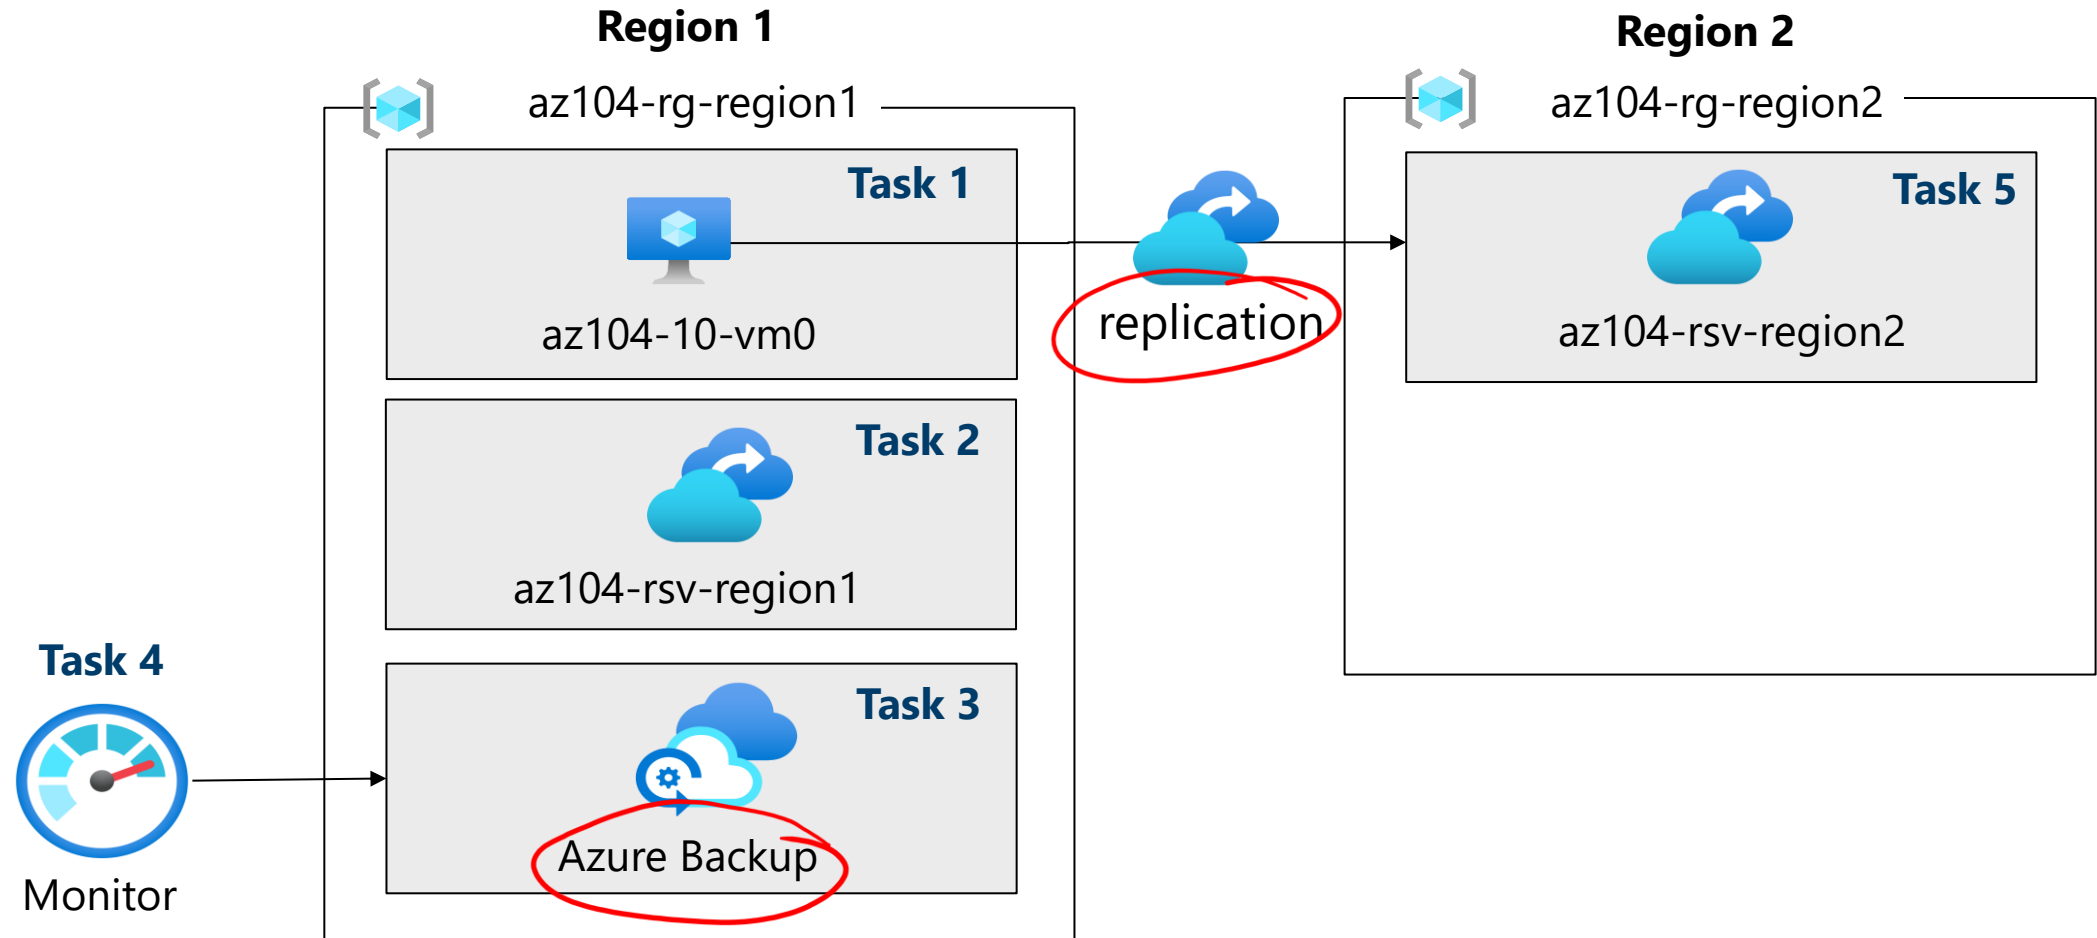 Region 1
az104-rg-region1
Task 1
az104-10-vm0
replication
Region 2
az104-rg-region2
Task 5
az104-rsv-region2
Task 2
az104-rsv-region1
Task 4
Monitor
Task 3
Azure Backup